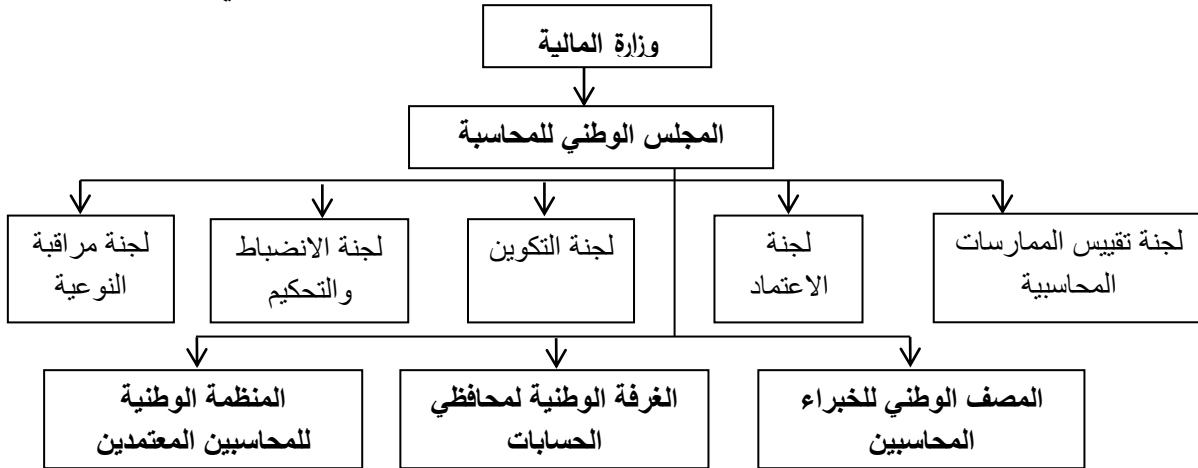 وزارة المالية
المجلس الوطني للمحاسبة
لجنة تقييس الممارسات
المحاسبية
لجنة
الاعتماد
لجنة التكوين
لجنة الانضباط
والتحكيم
لجنة مراقبة
النوعية
المصف الوطني للخبراء
المحاسبين
الغرفة الوطنية لمحافظي
الحسابات
المنظمة الوطنية
للمحاسبين المعتمدين